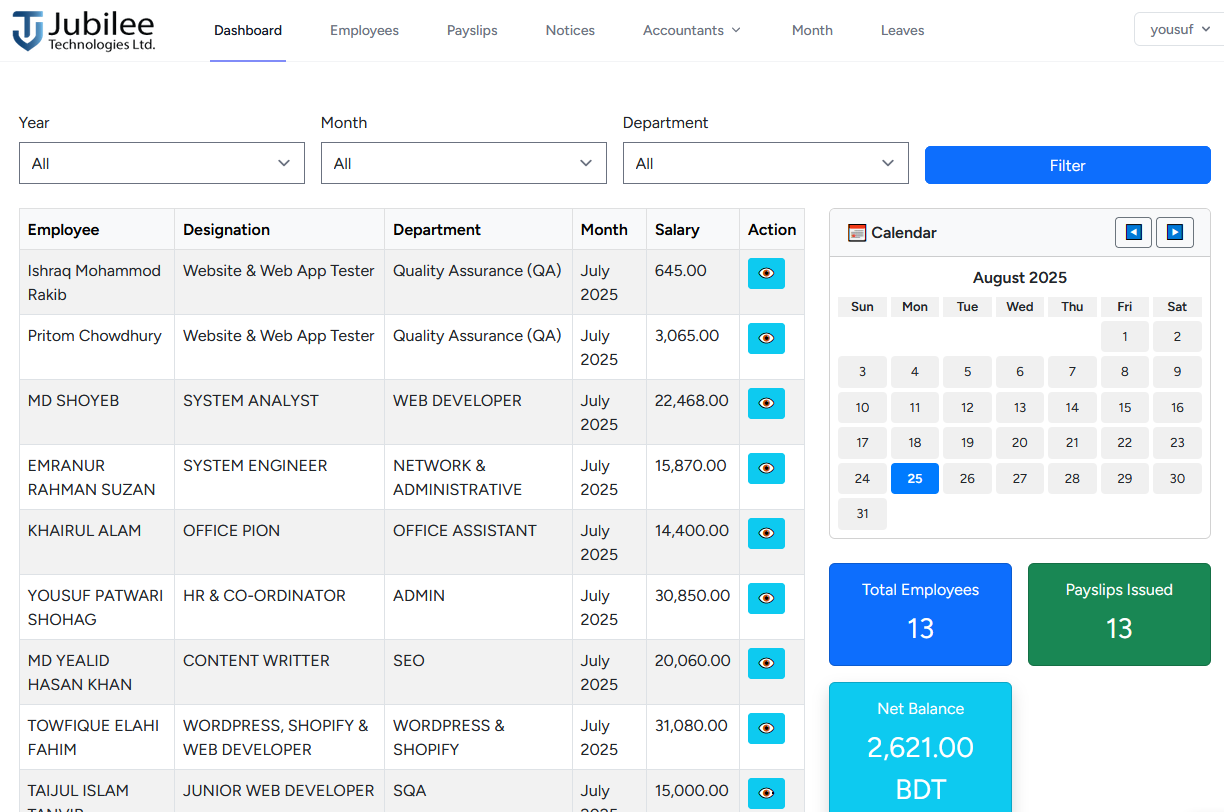 Jubilee
Technologies Ltd.
Dashboard Employees Payslips Notices Accountants Month Leaves yousuf
Year Month Department
All All All Filter
Employee Designation Department Month Salary Action
Ishraq Mohammod Rakib Website & Web App Tester Quality Assurance (QA) July 2025 645.00
Pritom Chowdhury Website & Web App Tester Quality Assurance (QA) July 2025 3,065.00
MD SHOYEB SYSTEM ANALYST WEB DEVELOPER July 2025 22,468.00
EMRANUR RAHMAN SUZAN SYSTEM ENGINEER NETWORK & ADMINISTRATIVE July 2025 15,870.00
KHAIRUL ALAM OFFICE PION OFFICE ASSISTANT July 2025 14,400.00
YOUSUF PATWARI SHOHAG HR & CO-ORDINATOR ADMIN July 2025 30,850.00
MD YEALID HASAN KHAN CONTENT WRITTER SEO July 2025 20,060.00
TOWFIQUE ELAHI FAHIM WORDPRESS, SHOPIFY & WEB DEVELOPER WORDPRESS & SHOPIFY July 2025 31,080.00
TAIJUL ISLAM JUNIOR WEB DEVELOPER SQA July 15,000.00
Calendar
August 2025
Sun Mon Tue Wed Thu Fri Sat
1 2
3 4 5 6 7 8 9
10 11 12 13 14 15 16
17 18 19 20 21 22 23
24 25 26 27 28 29 30
31
Total Employees
13
Payslips Issued
13
Net Balance
2,621.00
BDT